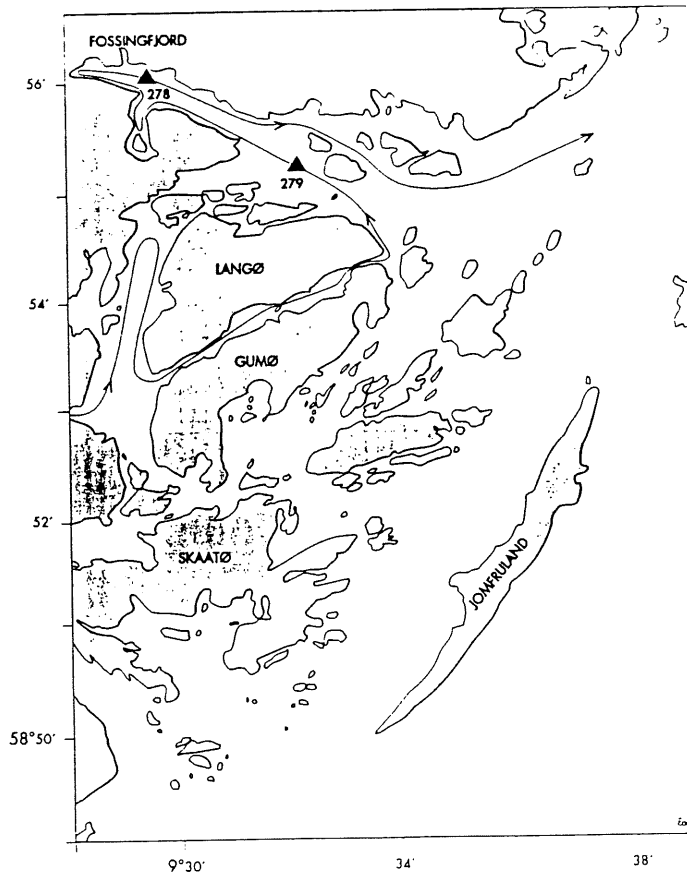 FOSSINGFJORD
56'
278
279
LANGØ
54'
GUMØ
52'
SKAATØ
JOMFRULAND
58°50'
9°30'
34'
38'